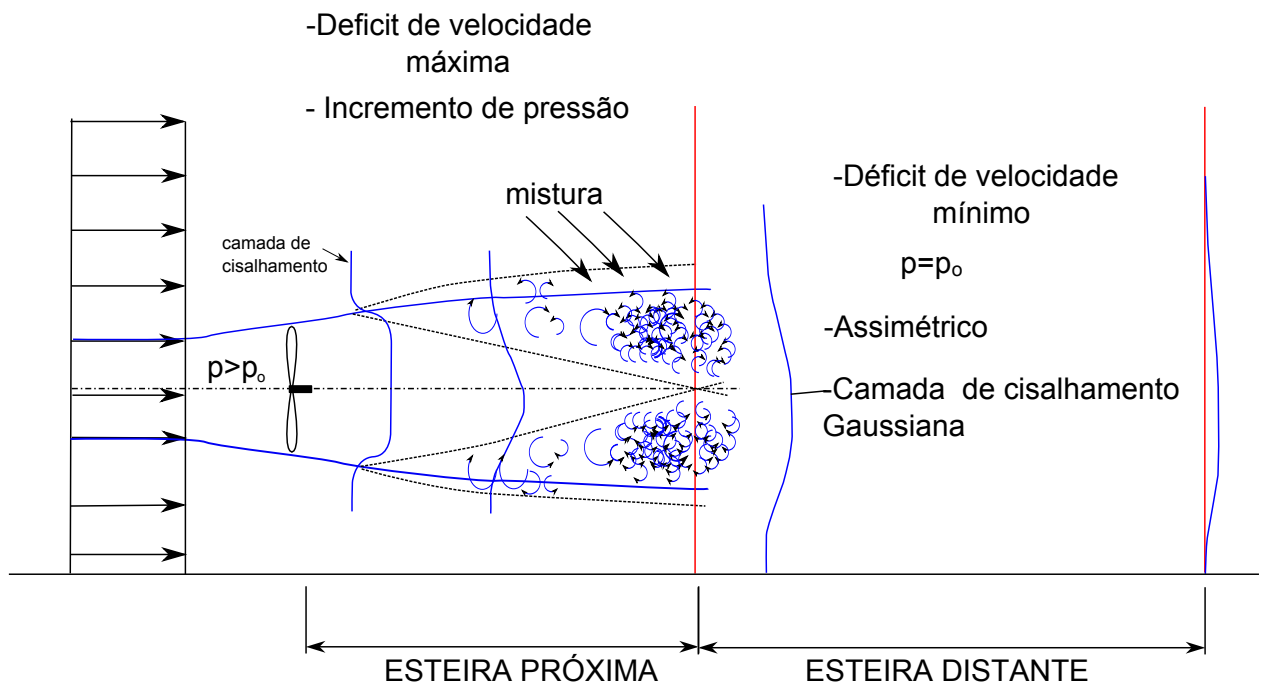 -Deficit de velocidade
máxima
- Incremento de pressão
mistura
camada de
cisalhamento
p>pₒ
-Déficit de velocidade
mínimo
p=pₒ
-Assimétrico
-Camada de cisalhamento
Gaussiana
ESTEIRA PRÓXIMA
ESTEIRA DISTANTE